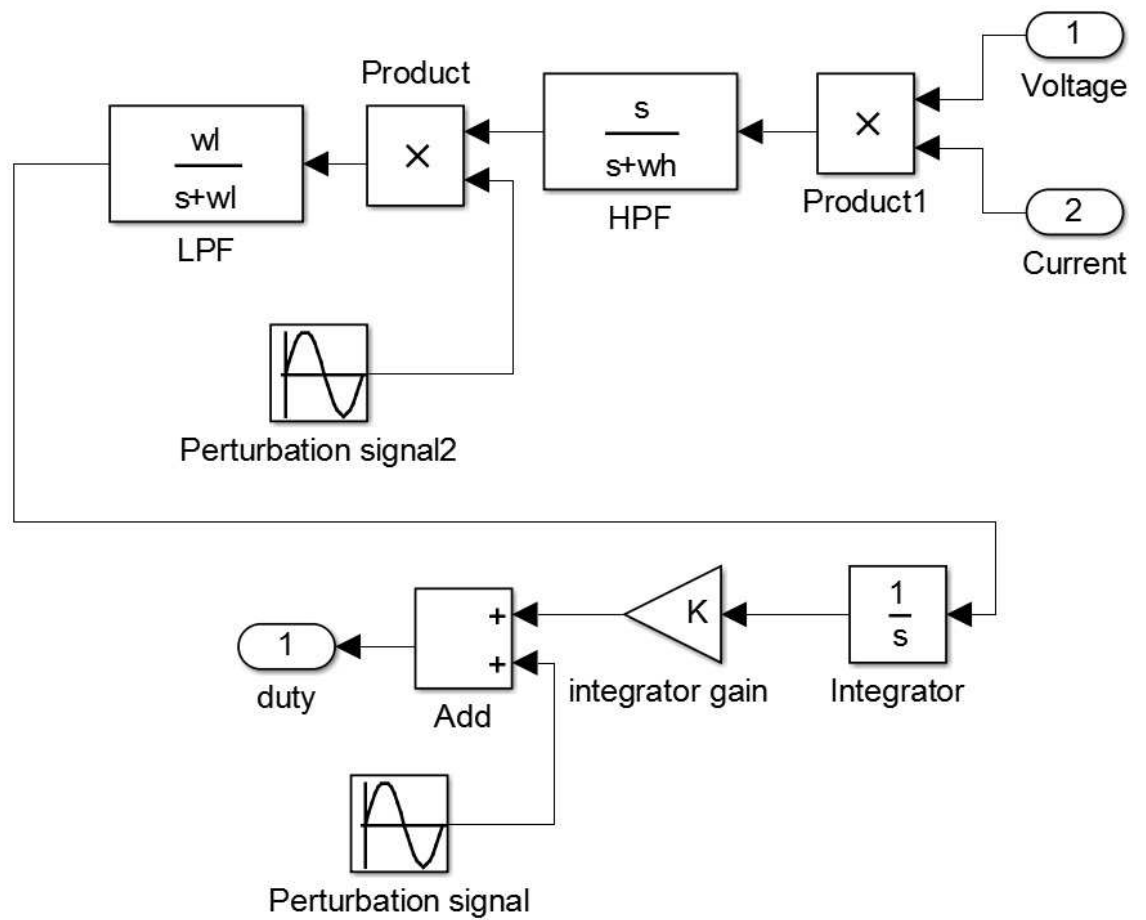 1
Voltage
Product
wl
s+wl
LPF
×
s
s+wh
HPF
×
Product1
2
Current
Perturbation signal2
1
duty
+
+
Add
K
integrator gain
1
s
Integrator
Perturbation signal